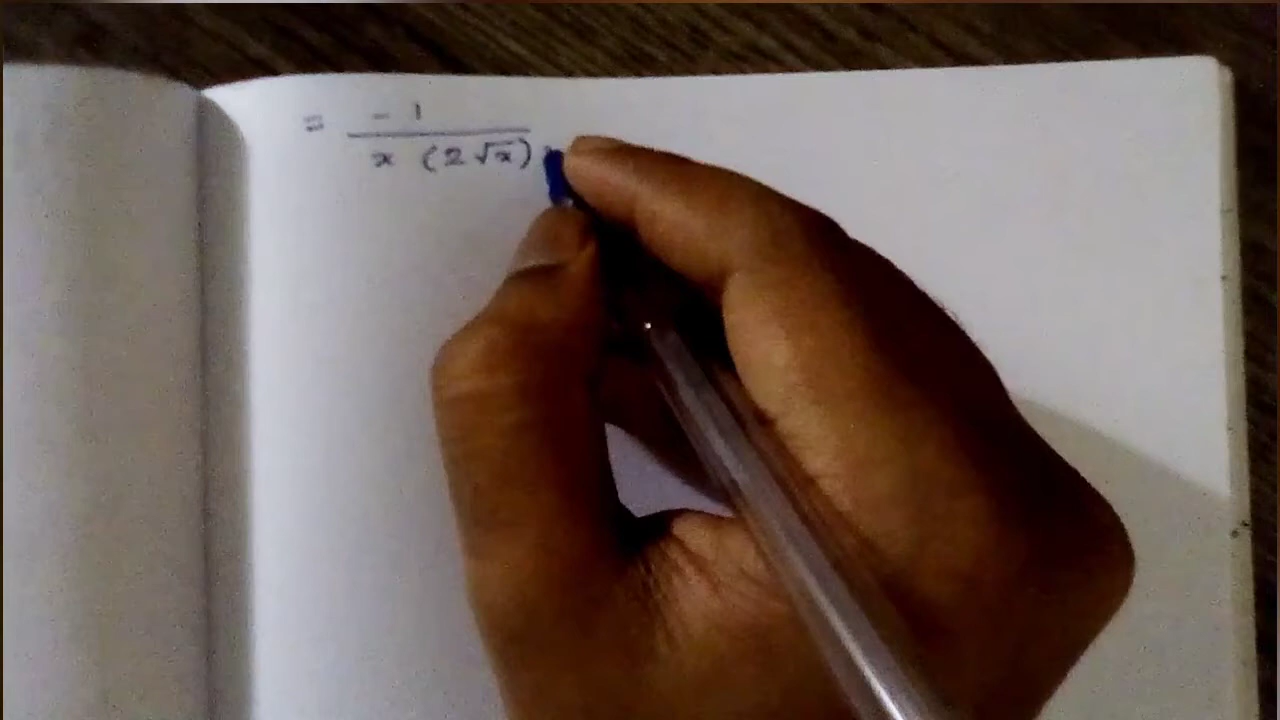 = -1
x (2√x)